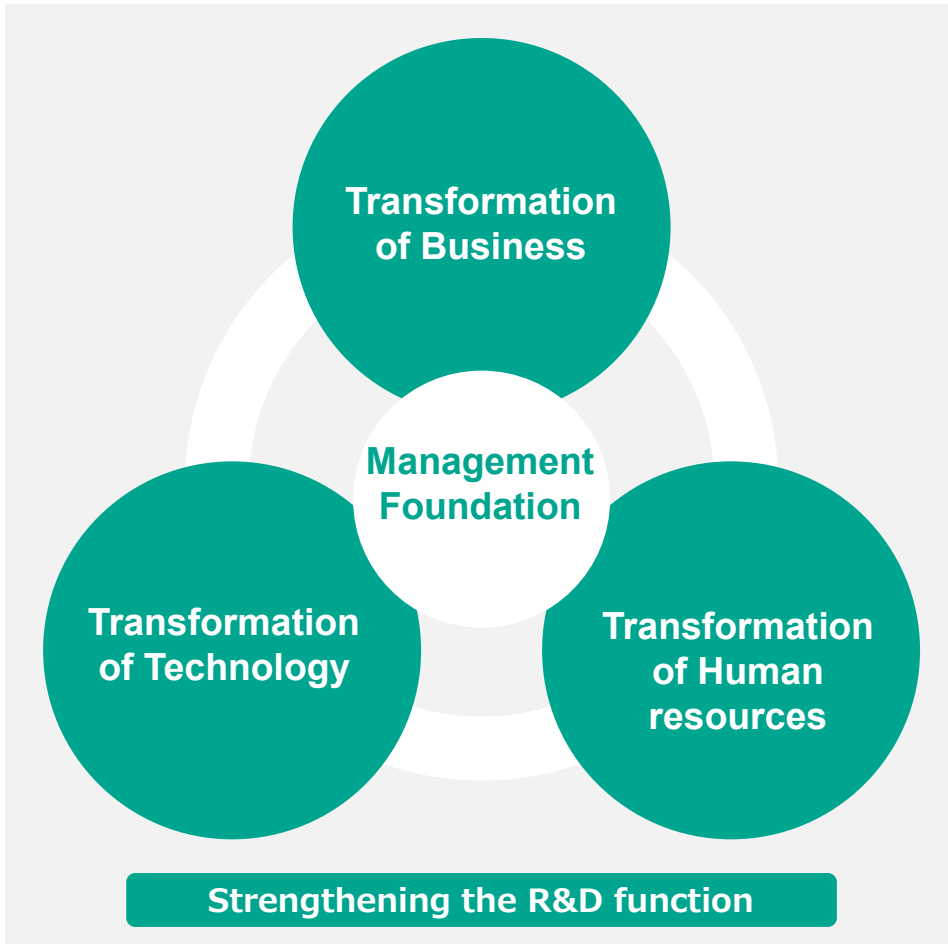 Transformation
of Business
Management
Foundation
Transformation
of Technology
Transformation
of Human
resources
Strengthening the R&D function